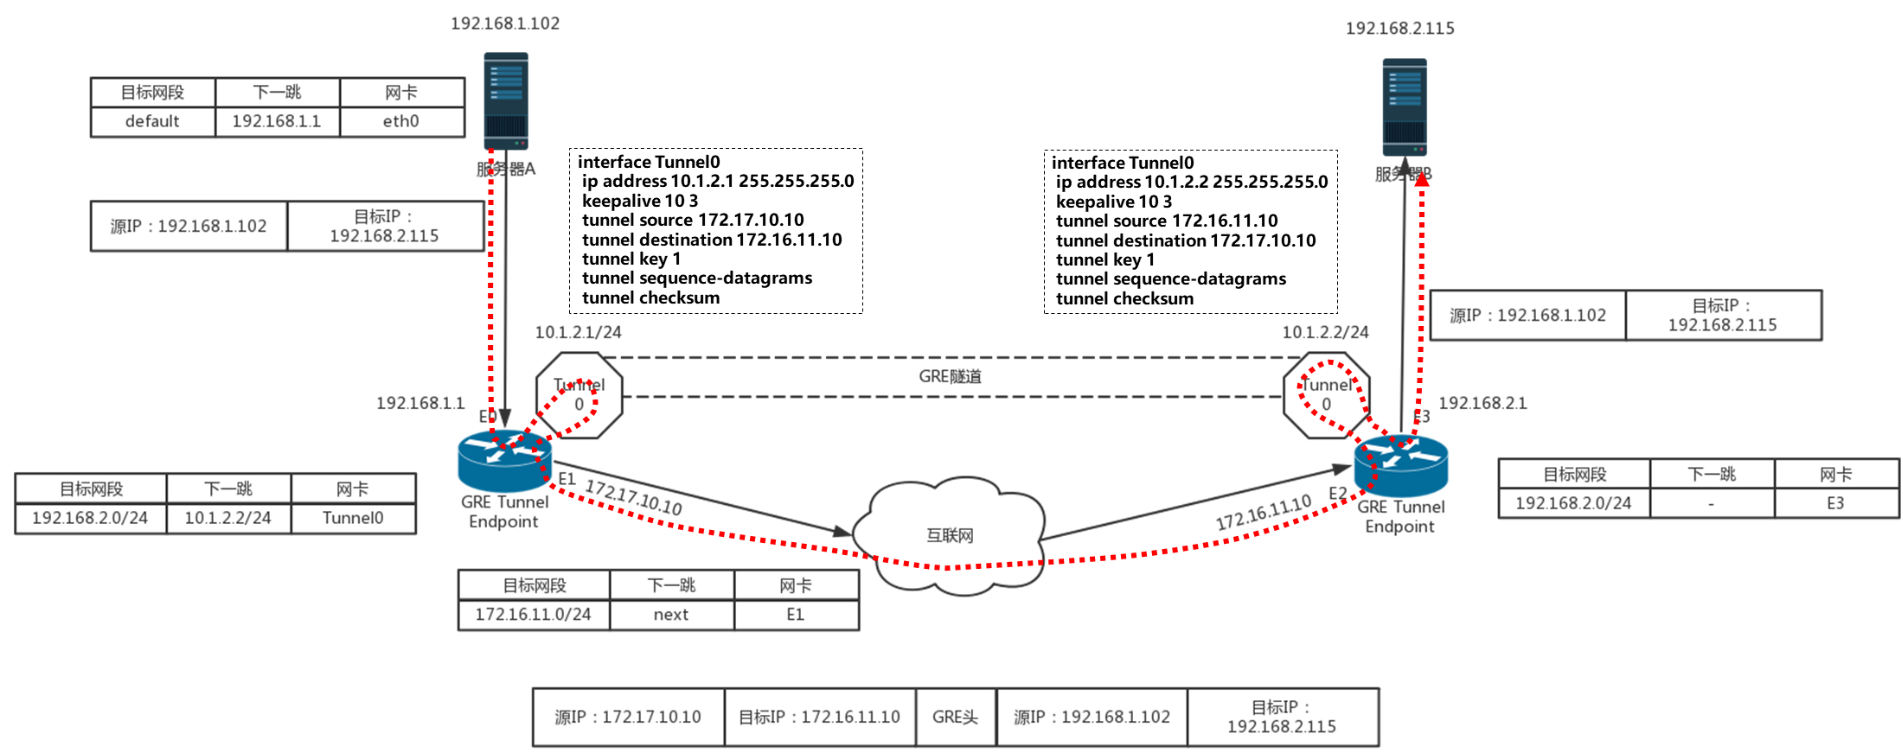 192.168.1.102
192.168.2.115
目标网段 下一跳 网卡
default 192.168.1.1 eth0
服务器A
服务器B
源IP：192.168.1.102 目标IP：
192.168.2.115
interface Tunnel0
ip address 10.1.2.1 255.255.255.0
keepalive 10 3
tunnel source 172.17.10.10
tunnel destination 172.16.11.10
tunnel key 1
tunnel sequence-datagrams
tunnel checksum
interface Tunnel0
ip address 10.1.2.2 255.255.255.0
keepalive 10 3
tunnel source 172.16.11.10
tunnel destination 172.17.10.10
tunnel key 1
tunnel sequence-datagrams
tunnel checksum
源IP：192.168.1.102 目标IP：
192.168.2.115
10.1.2.1/24
10.1.2.2/24
GRE隧道
Tunnel
0
Tunnel
0
192.168.1.1
E0
E3
192.168.2.1
目标网段 下一跳 网卡
192.168.2.0/24 10.1.2.2/24 Tunnel0
GRE Tunnel
Endpoint
E1
172.17.10.10
互联网
172.16.11.10
E2
GRE Tunnel
Endpoint
目标网段 下一跳 网卡
192.168.2.0/24 - E3
目标网段 下一跳 网卡
172.16.11.0/24 next E1
源IP：172.17.10.10 目标IP：172.16.11.10 GRE头 源IP：192.168.1.102 目标IP：
192.168.2.115